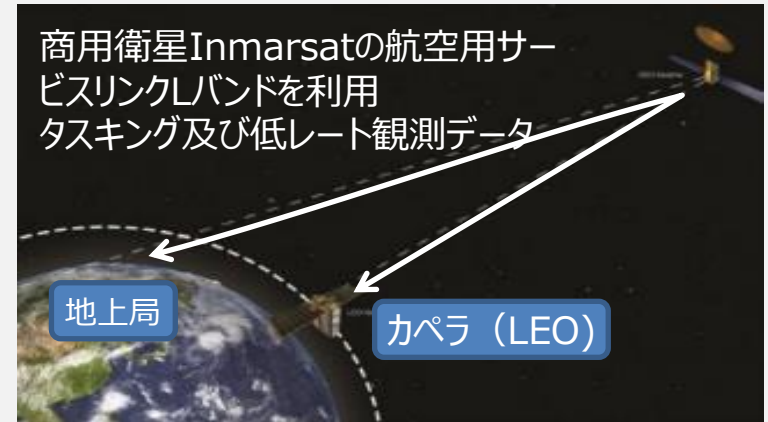 商用衛星Inmarsatの航空用サー
ビスリンクLバンドを利用
タスキング及び低レート観測データ
地上局
カペラ（LEO)